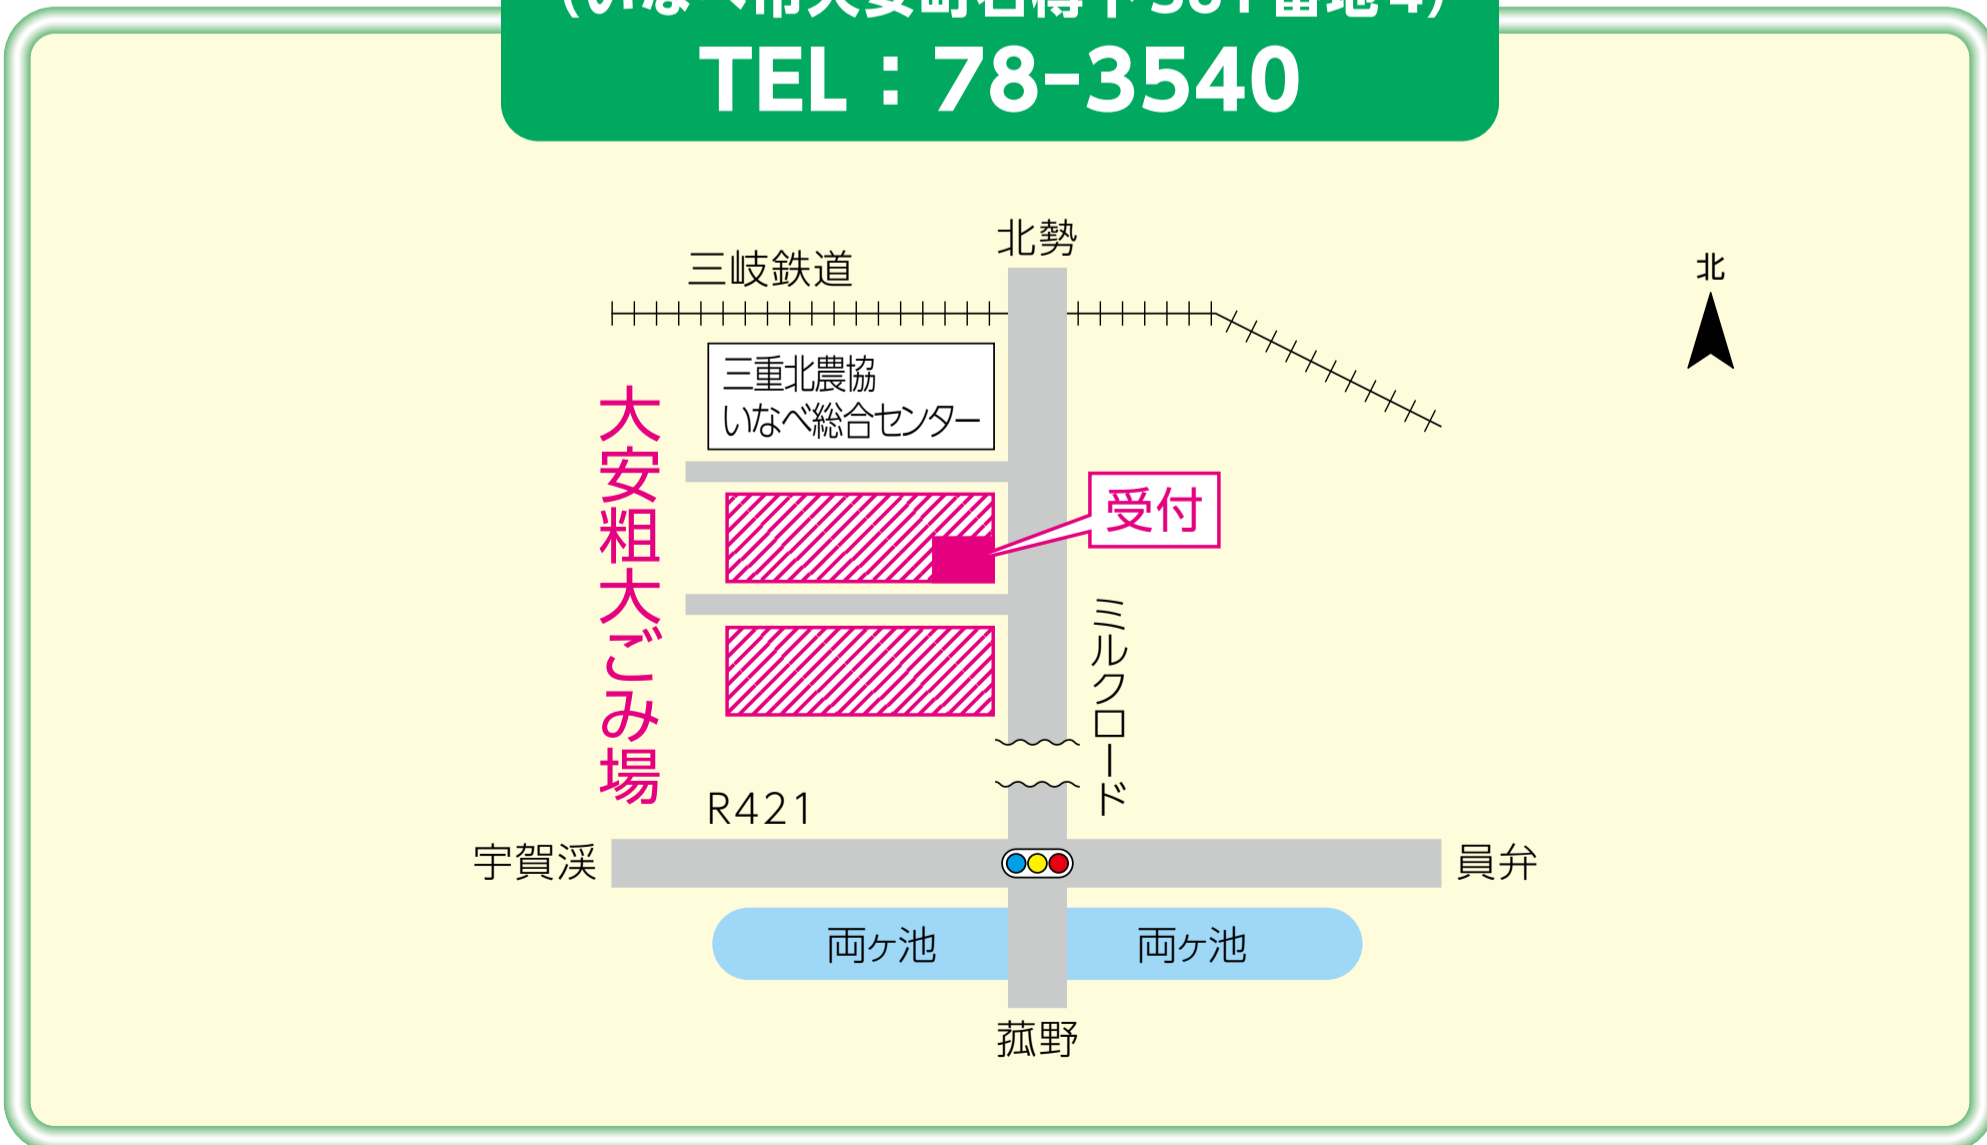 TEL：78-3540
北勢
三岐鉄道
北
三重北農協
いなべ総合センター
大安粗大ごみ場
受付
ミルクロード
R421
宇賀渓
員弁
両ヶ池
両ヶ池
菰野